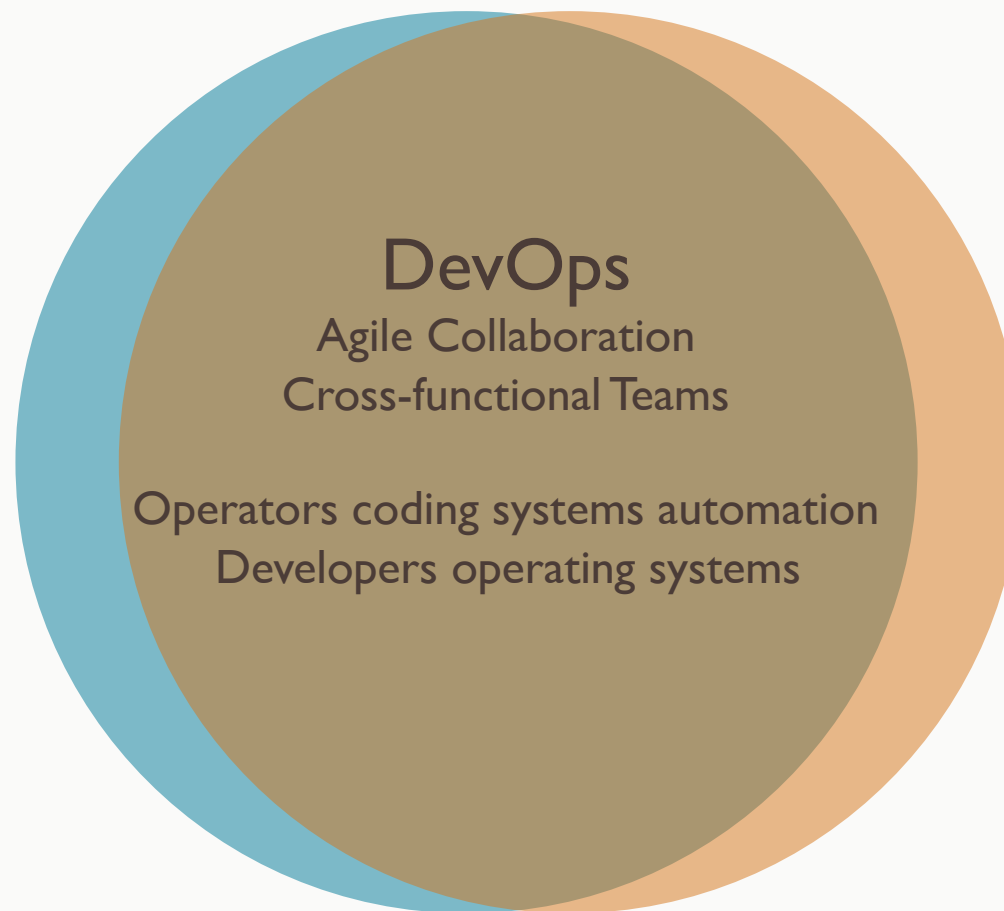 DevOps
Agile Collaboration
Cross-functional Teams
Operators coding systems automation
Developers operating systems